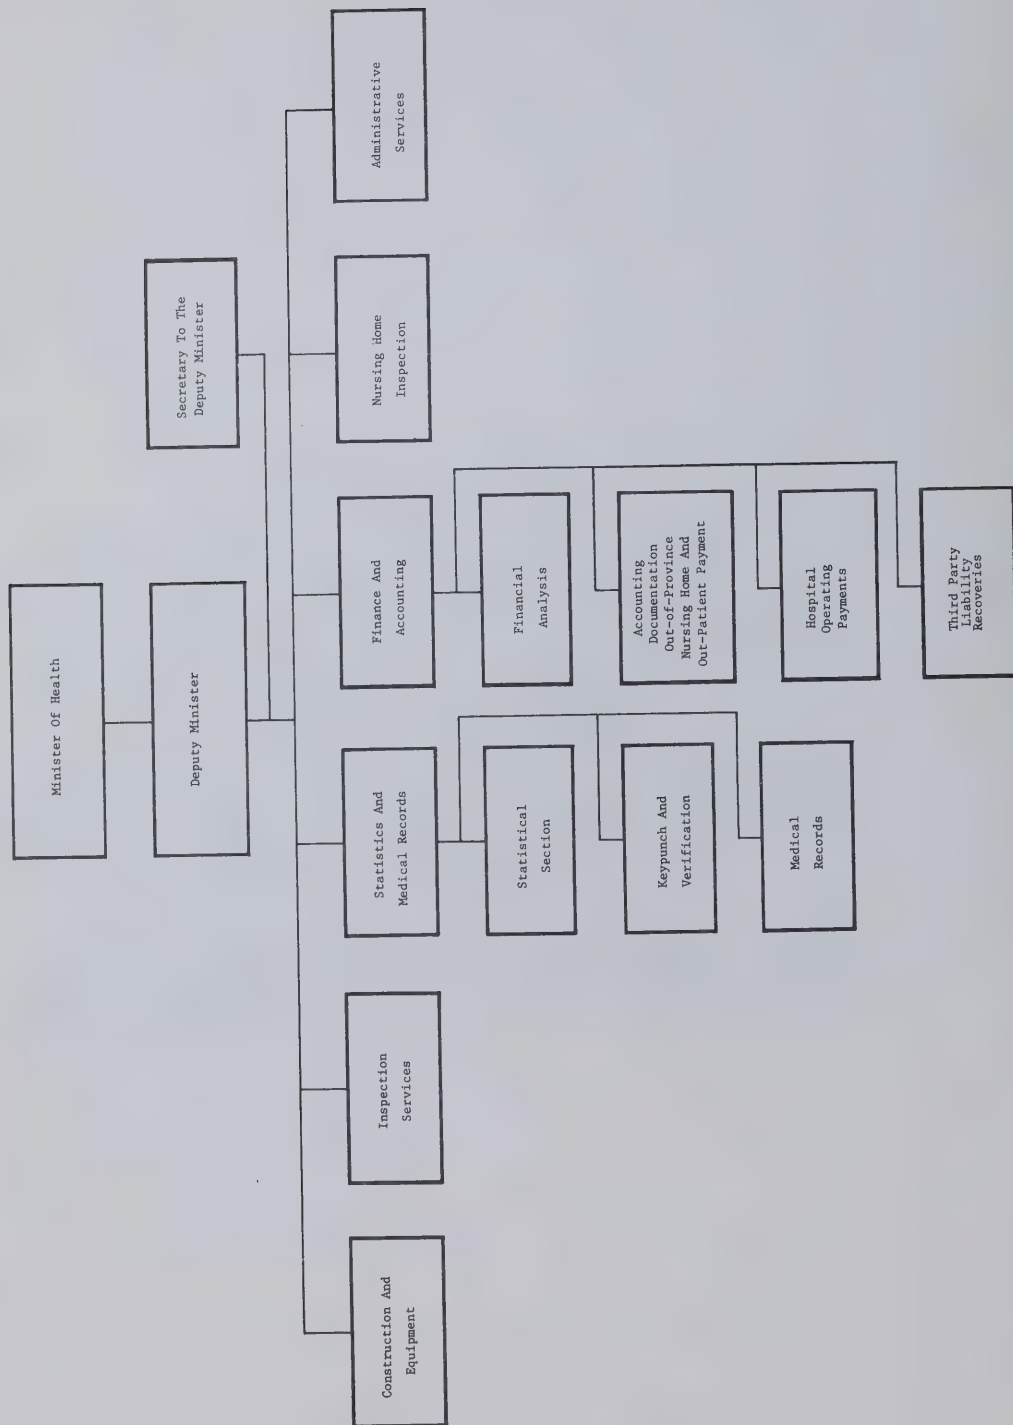 Minister Of Health
Deputy Minister
Secretary To The
Deputy Minister
Construction And
Equipment
Inspection
Services
Statistics And
Medical Records
Finance And
Accounting
Nursing Home
Inspection
Administrative
Services
Statistical
Section
Keypunch And
Verification
Medical
Records
Financial
Analysis
Accounting
Documentation
Out-of-Province
Nursing Home And
Out-Patient Payment
Hospital
Operating
Payments
Third Party
Liability
Recoveries